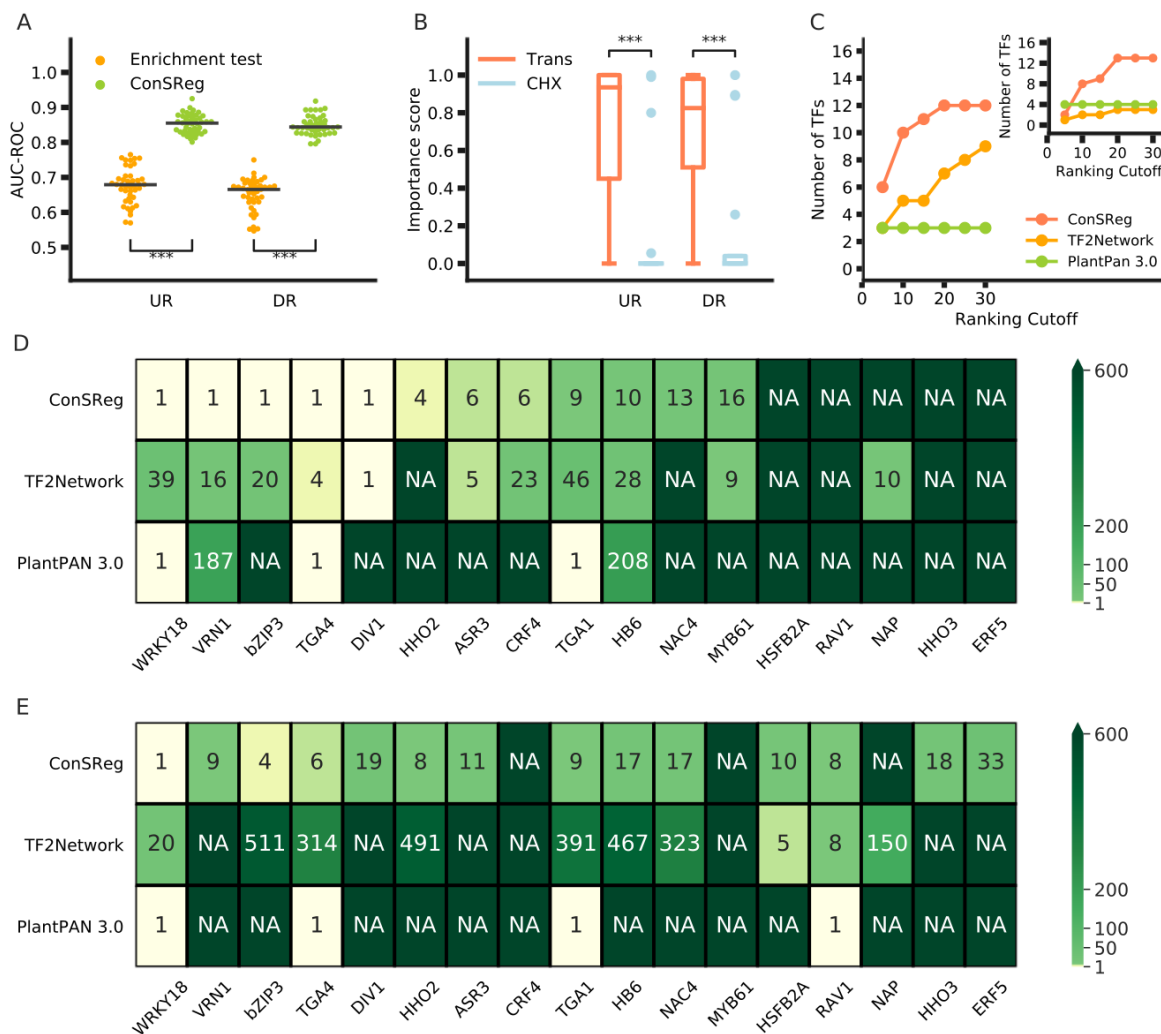 A
Enrichment test
ConSReg
AUC-ROC
1.0
0.9
0.8
0.7
0.6
0.5
***
***
UR
DR
B
Trans
CHX
Importance score
1.0
0.8
0.6
0.4
0.2
0.0
***
***
UR
DR
C
Number of TFs
16
14
12
10
8
6
4
2
0
0
10
20
30
Ranking Cutoff
Number of TFs
16
12
8
4
0
0
10
20
30
Ranking Cutoff
ConSReg
TF2Network
PlantPan 3.0
D
ConSReg 1 1 1 1 1 4 6 6 9 10 13 16 NA NA NA NA NA
TF2Network 39 16 20 4 1 NA 5 23 46 28 NA 9 NA NA 10 NA NA
PlantPAN 3.0 1 187 NA 1 NA NA NA NA 1 208 NA NA NA NA NA NA NA
WRKY18 VRN1 bZIP3 TGA4 DIV1 HHO2 ASR3 CRF4 TGA1 HB6 NAC4 MYB61 HSFB2A RAV1 NAP HHO3 ERF5
600
200
100
50
1
E
ConSReg 1 9 4 6 19 8 11 NA 9 17 17 NA 10 8 NA 18 33
TF2Network 20 NA 511 314 NA 491 NA NA 391 467 323 NA 5 8 150 NA NA
PlantPAN 3.0 1 NA NA 1 NA NA NA NA 1 NA NA NA NA 1 NA NA NA
WRKY18 VRN1 bZIP3 TGA4 DIV1 HHO2 ASR3 CRF4 TGA1 HB6 NAC4 MYB61 HSFB2A RAV1 NAP HHO3 ERF5
600
200
100
50
1